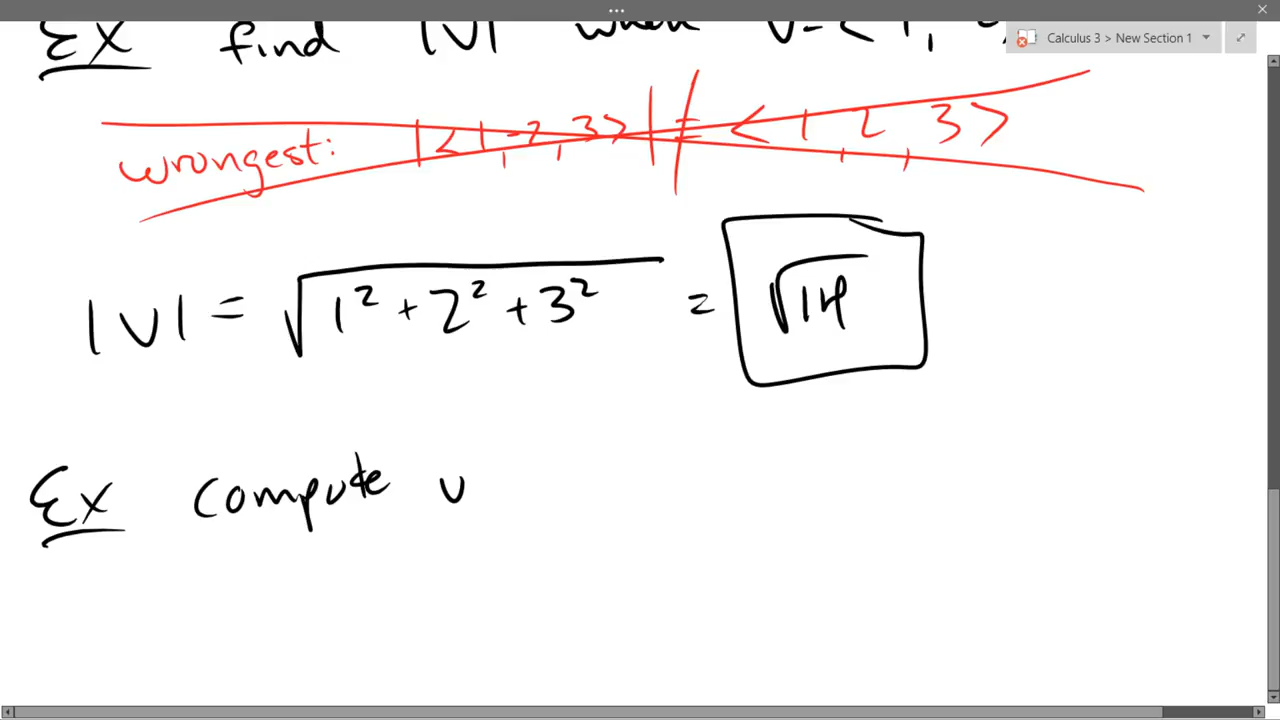 Ex find |v| when v = < 1,
Calculus 3 > New Section 1
wrongest: |<1, -2, 3>| ≠ < 1, 2, 3>
|v| = √1² + 2² + 3² = √14
Ex compute v